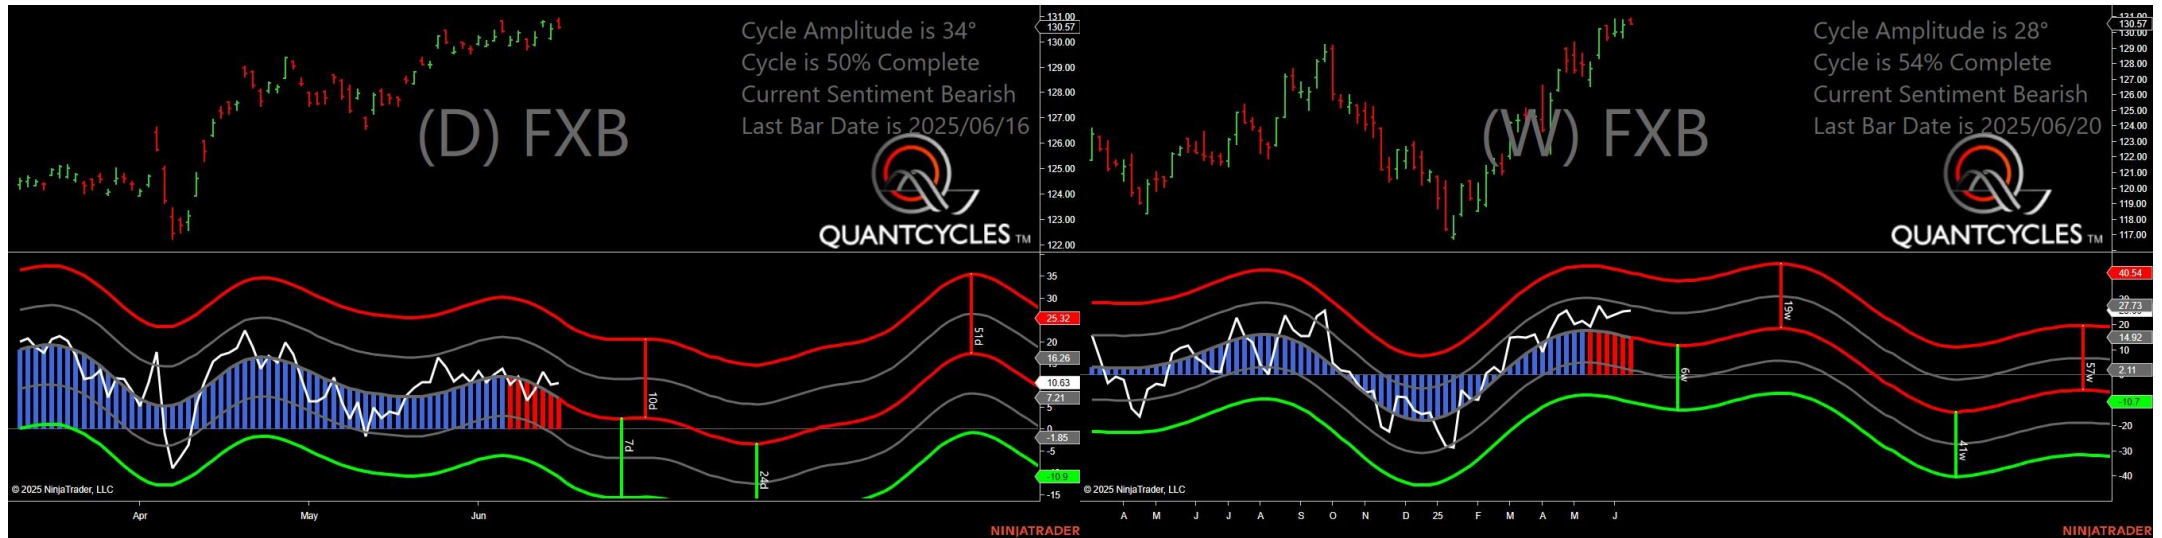 Cycle Amplitude is 34°
Cycle is 50% Complete
Current Sentiment Bearish
Last Bar Date is 2025/06/16
(D) FXB
QUANTCYCLES TM
131.00
130.57
130.00
129.00
128.00
127.00
126.00
125.00
124.00
123.00
122.00
35
30
25.32
20
16.26
15
10.63
7.21
5
0
-1.85
-5
-10.9
-15
10d
7d
24d
51d
© 2025 NinjaTrader, LLC
Apr May Jun
NINJATRADER
Cycle Amplitude is 28°
Cycle is 54% Complete
Current Sentiment Bearish
Last Bar Date is 2025/06/20
(W) FXB
QUANTCYCLES TM
131.00
130.57
130.00
129.00
128.00
127.00
126.00
125.00
124.00
123.00
122.00
121.00
120.00
119.00
118.00
117.00
40.54
27.73
20
14.92
10
2.11
-10.7
-20
-30
-40
19w
6w
41w
57w
© 2025 NinjaTrader, LLC
A M J J A S O N D 25 F M A M J
NINJATRADER